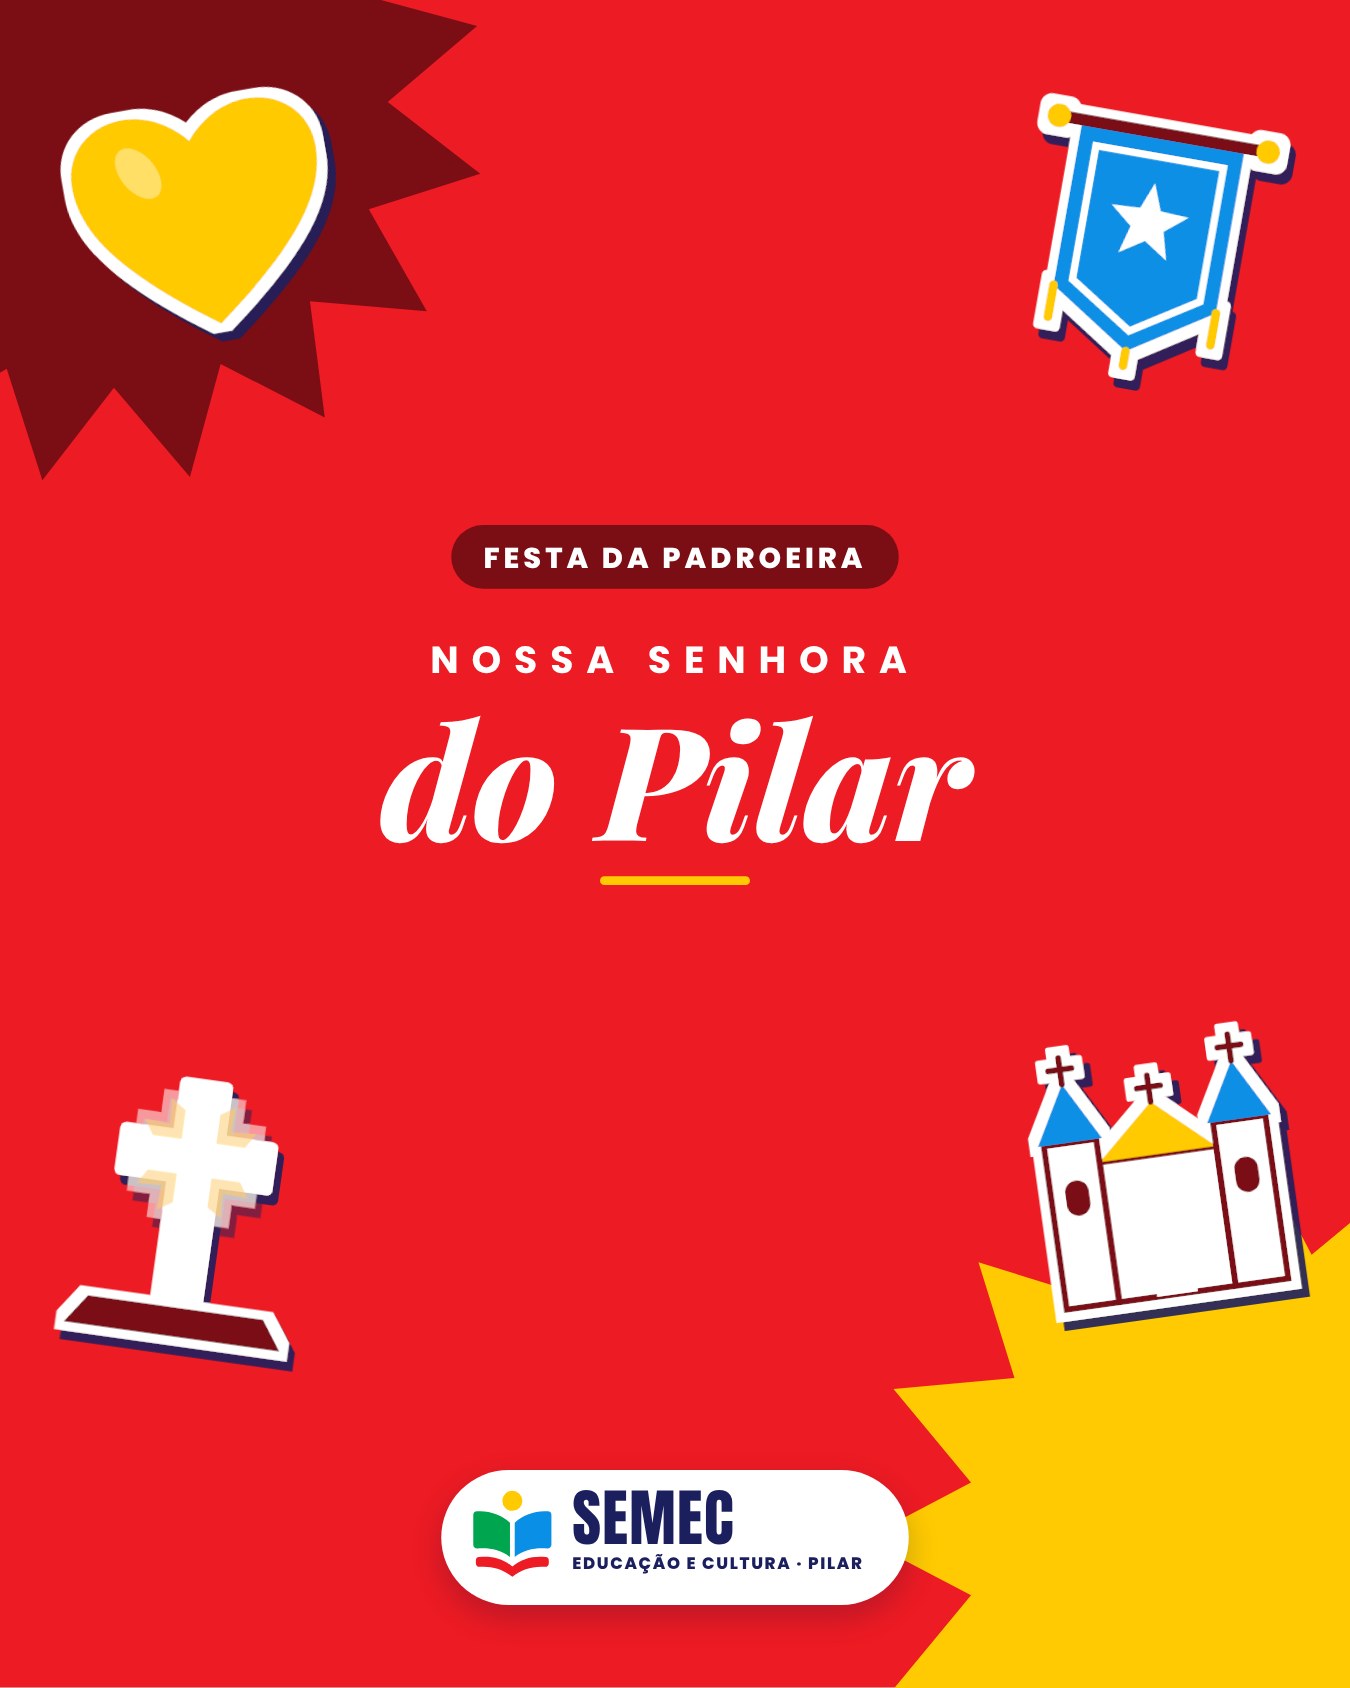 FESTA DA PADROEIRA
NOSSA SENHORA
do Pilar
SEMEC
EDUCAÇÃO E CULTURA · PILAR